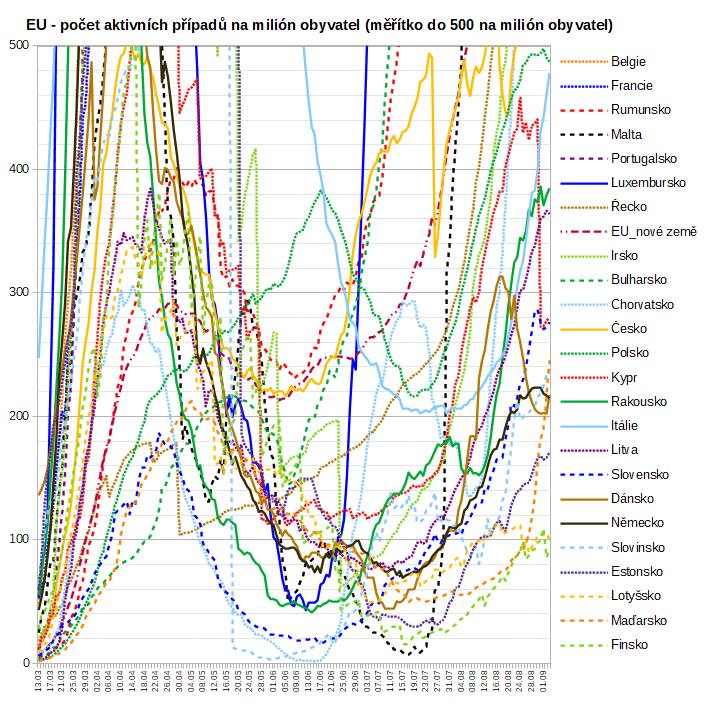 EU - počet aktivních případů na milión obyvatel (měřítko do 500 na milión obyvatel)
500
400
300
200
100
0
13.03 17.03 21.03 25.03 29.03 02.04 06.04 10.04 14.04 18.04 22.04 26.04 30.04 04.05 08.05 12.05 16.05 20.05 24.05 28.05 01.06 05.06 09.06 13.06 17.06 21.06 25.06 29.06 03.07 07.07 11.07 15.07 19.07 23.07 27.07 31.07 04.08 08.08 12.08 16.08 20.08 24.08 28.08 01.09
Belgie
Francie
Rumunsko
Malta
Portugalsko
Luxembursko
Řecko
EU_nové země
Irsko
Bulharsko
Chorvatsko
Česko
Polsko
Kypr
Rakousko
Itálie
Litva
Slovensko
Dánsko
Německo
Slovinsko
Estonsko
Lotyšsko
Maďarsko
Finsko